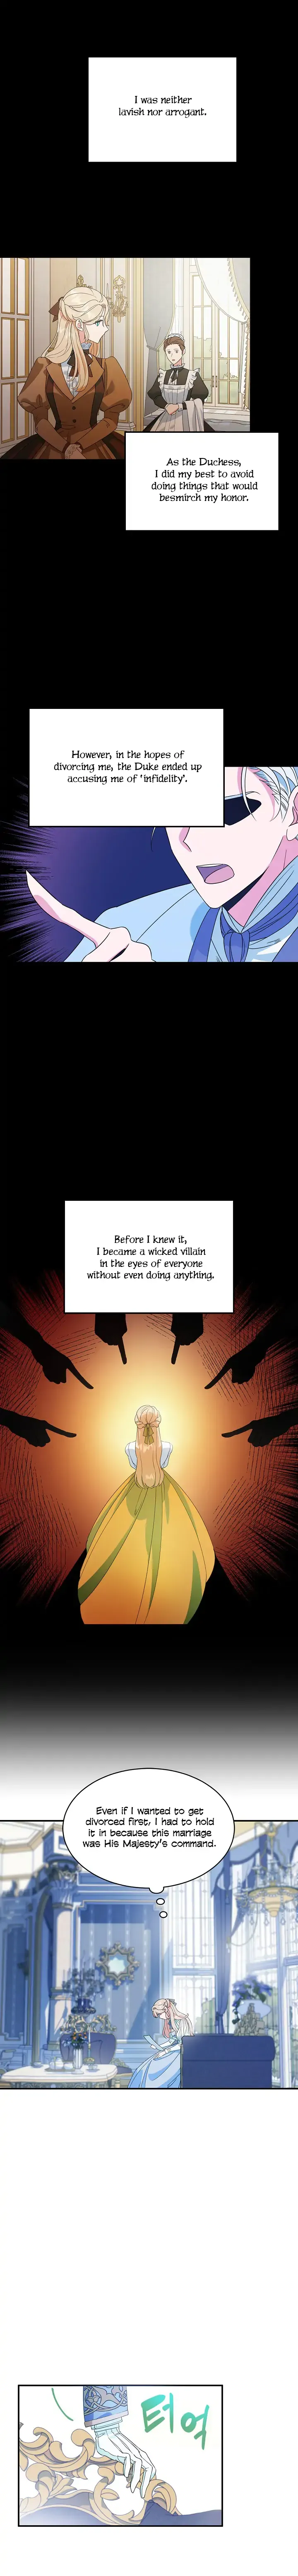 I was neither
lavish nor arrogant.
As the Duchess,
I did my best to avoid
doing things that would
besmirch my honor.
However, in the hopes of
divorcing me, the Duke ended up
accusing me of 'infidelity'.
Before I knew it,
I became a wicked villain
in the eyes of everyone
without even doing anything.
Even if I wanted to get
divorced first, I had to hold
it in because this marriage
was His Majesty's command.
터억